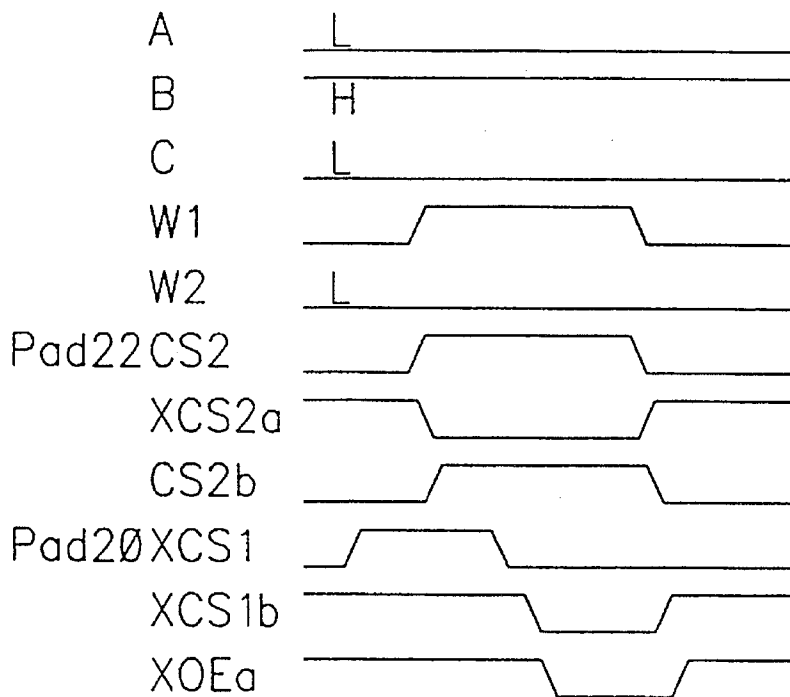 A L
B H
C L
W1
W2 L
Pad22 CS2
XCS2a
CS2b
Pad20 XCS1
XCS1b
XOEa